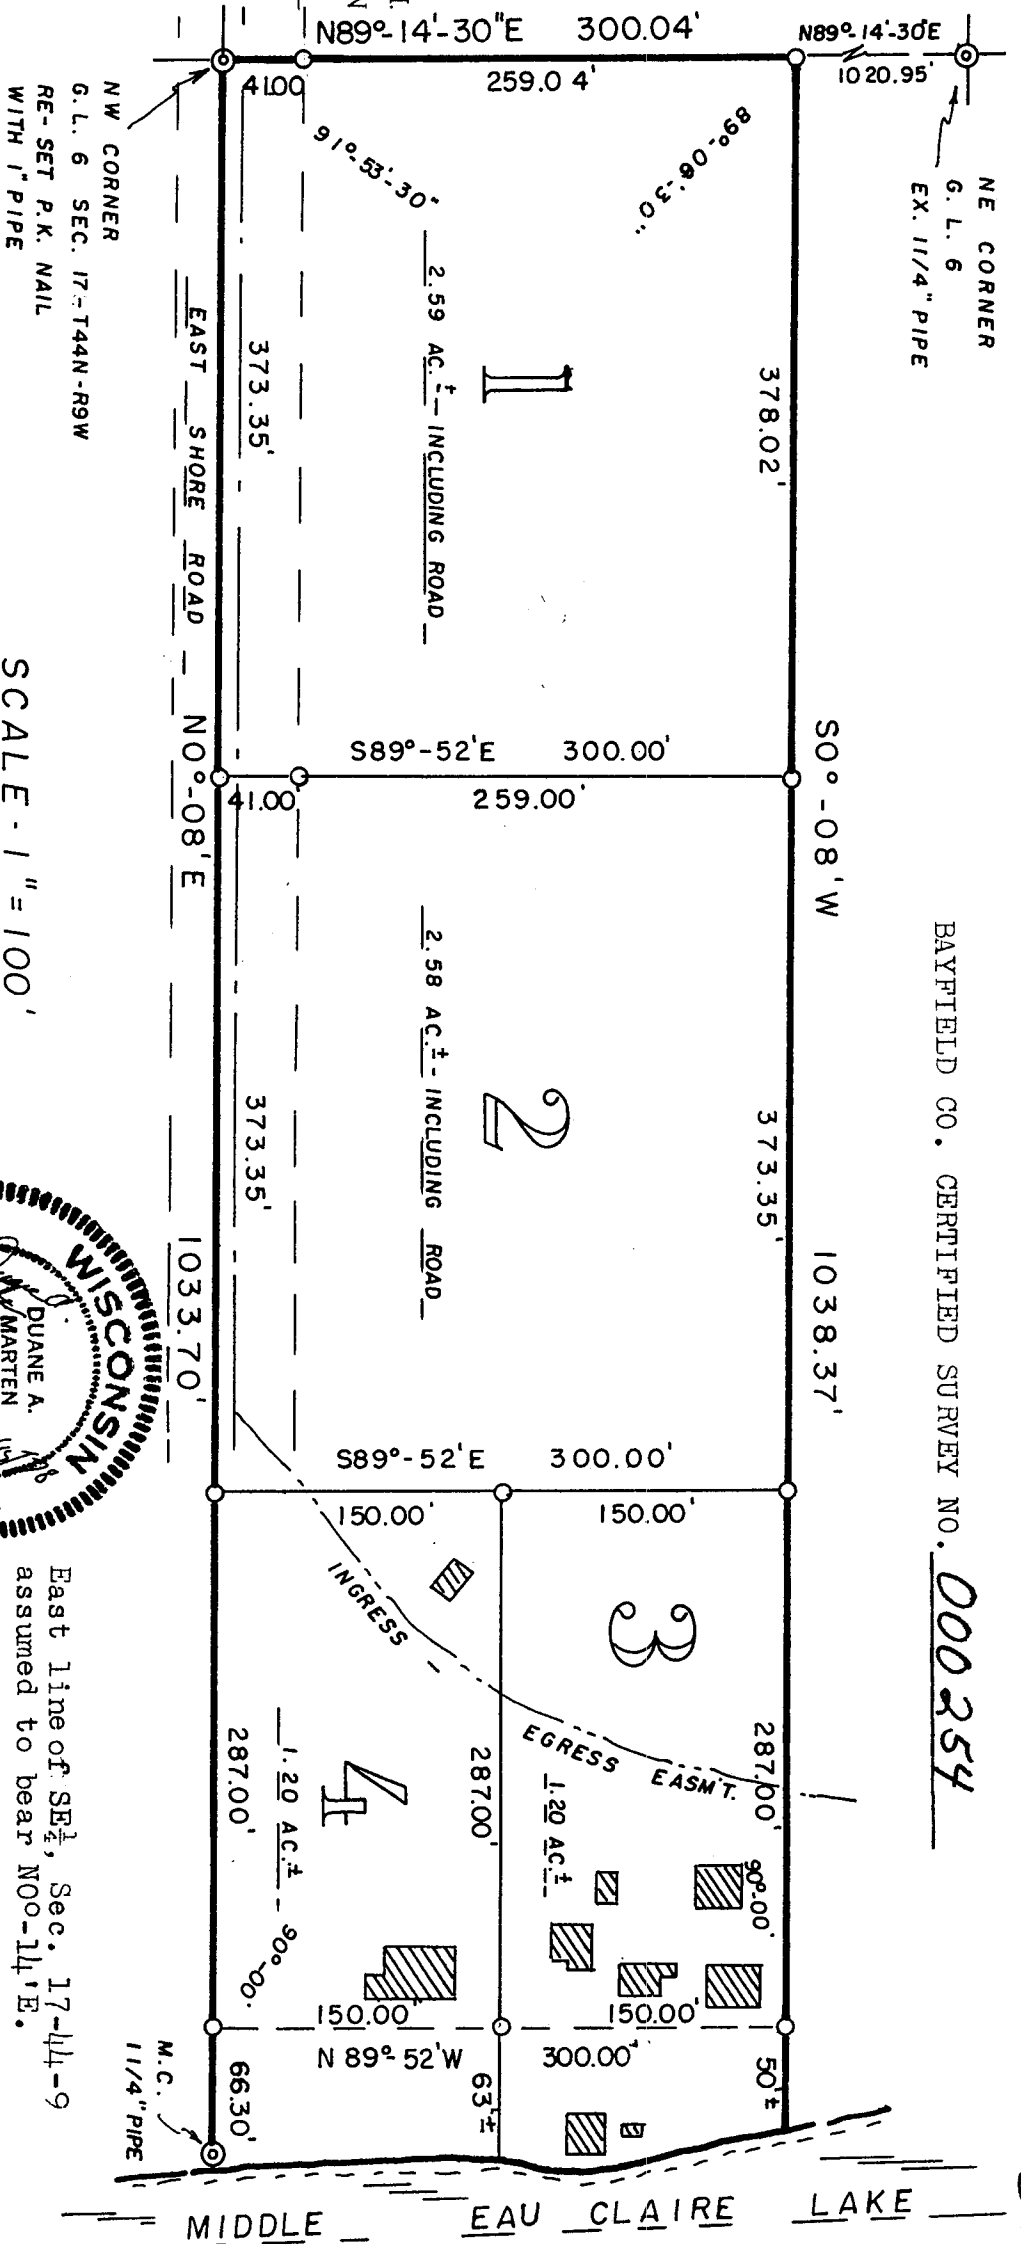 N89°-14'-30"E 300.04'
N89°-14'-30"E
1020.95'
41.00
259.04'
NE CORNER
G. L. 6
EX. 1 1/4" PIPE
NW CORNER
G. L. 6 SEC. 17-T44N-R9W
RE-SET P.K. NAIL
WITH 1" PIPE
91°-53'-30"
89°-06'-30"
1
2.59 AC.± - INCLUDING ROAD
378.02'
373.35'
EAST SHORE ROAD
N0°-08'E
1033.70'
S0°-08'W
1038.37'
BAYFIELD CO. CERTIFIED SURVEY NO. 000254
SCALE - 1" = 100'
S89°-52'E 300.00'
41.00'
259.00'
2
2.58 AC.± - INCLUDING ROAD
373.35'
373.35'
WISCONSIN
DUANE A.
MARTEN
S89°-52'E 300.00'
150.00'
150.00'
INGRESS - EGRESS EASM'T.
3
1.20 AC.±
287.00'
90°-00'
4
1.20 AC.±
287.00'
287.00'
90°-00'
150.00'
150.00'
N 89°-52'W 300.00'
66.30'
63'±
50'±
M.C.
1 1/4" PIPE
East line of SE¼, Sec. 17-44-9
assumed to bear N0°-14'E.
MIDDLE EAU CLAIRE LAKE